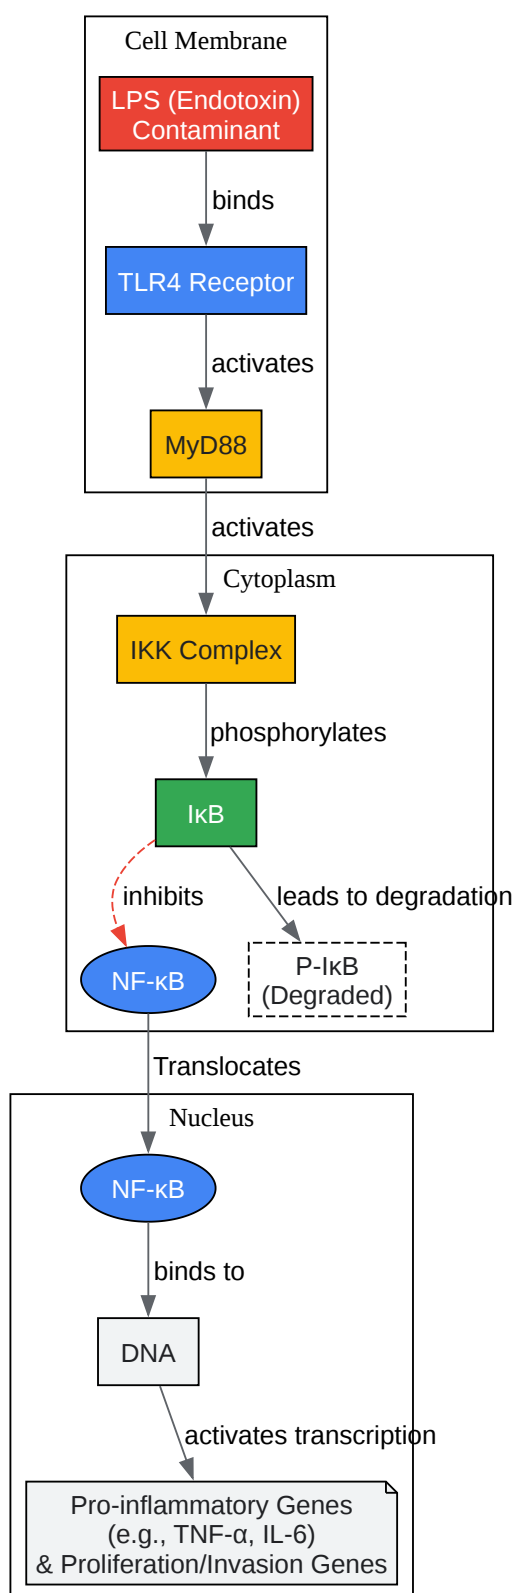 Cell Membrane
LPS (Endotoxin)
Contaminant
binds
TLR4 Receptor
activates
MyD88
activates
Cytoplasm
IKK Complex
phosphorylates
IκB
inhibits
leads to degradation
NF-κB
P-IκB
(Degraded)
Translocates
Nucleus
NF-κB
binds to
DNA
activates transcription
Pro-inflammatory Genes
(e.g., TNF-α, IL-6)
& Proliferation/Invasion Genes